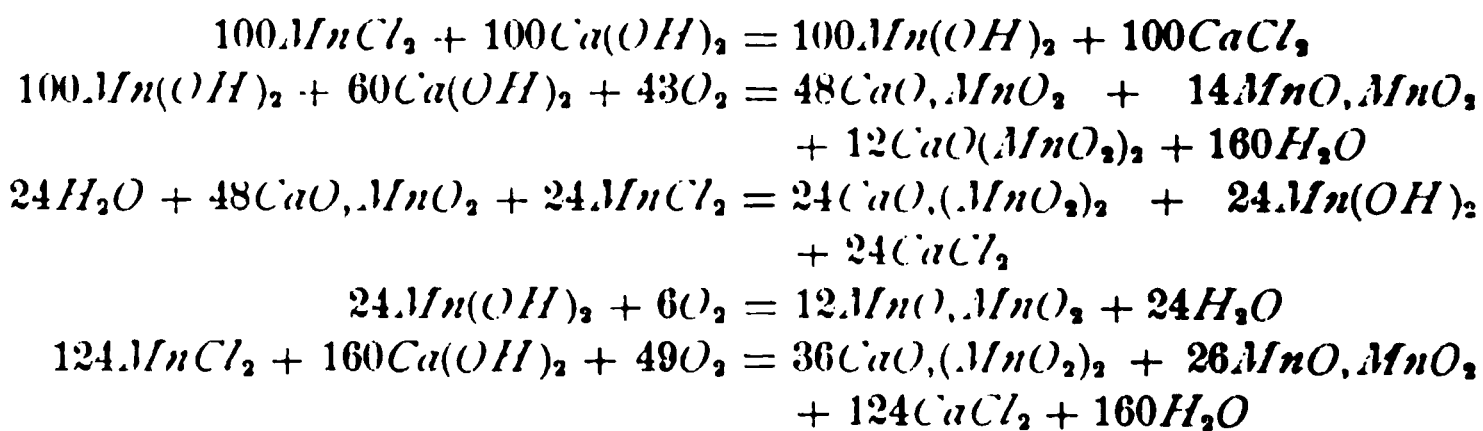 100MnCl₂ + 100Ca(OH)₂ = 100Mn(OH)₂ + 100CaCl₂
100Mn(OH)₂ + 60Ca(OH)₂ + 43O₂ = 48CaO,MnO₂ + 14MnO,MnO₂
+ 12CaO(MnO₂)₂ + 160H₂O
24H₂O + 48CaO,MnO₂ + 24MnCl₂ = 24CaO,(MnO₂)₂ + 24Mn(OH)₂
+ 24CaCl₂
24Mn(OH)₂ + 6O₂ = 12MnO,MnO₂ + 24H₂O
124MnCl₂ + 160Ca(OH)₂ + 49O₂ = 36CaO,(MnO₂)₂ + 26MnO,MnO₂
+ 124CaCl₂ + 160H₂O